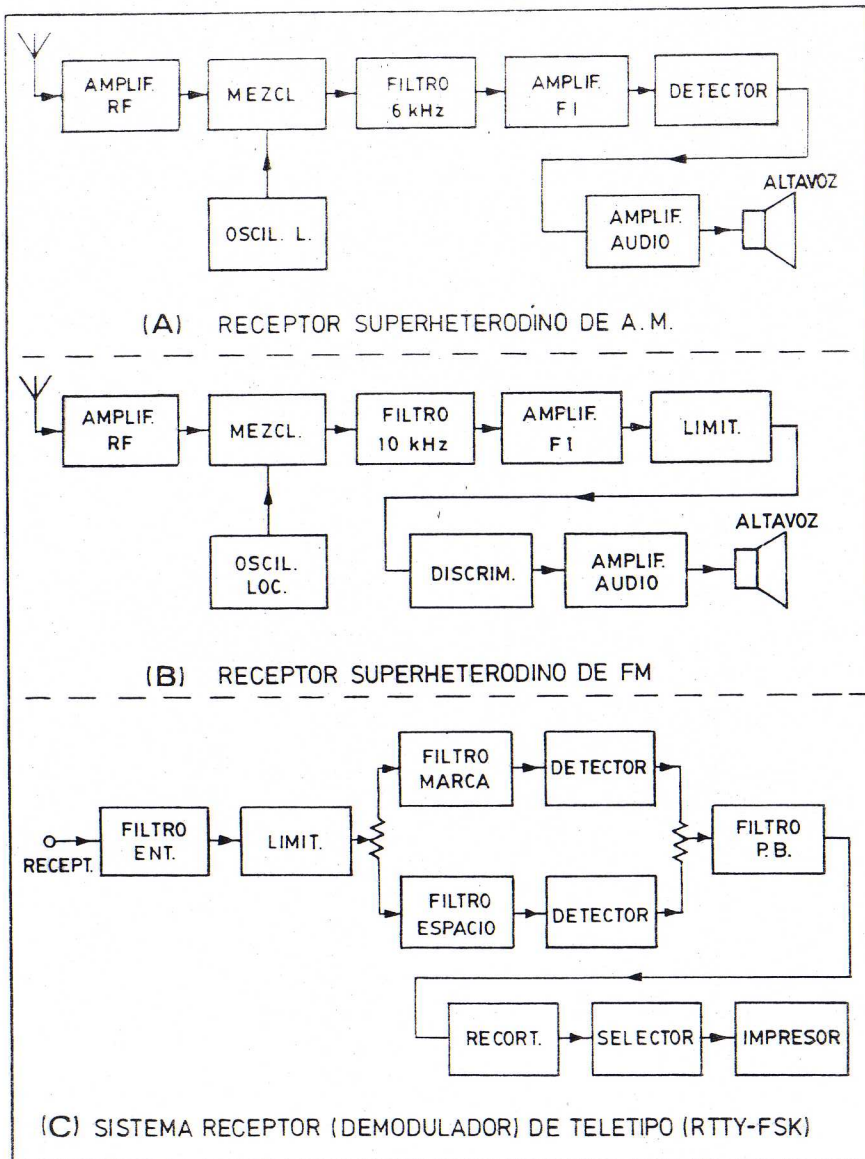 AMPLIF.
RF
MEZCL.
FILTRO
6 kHz
AMPLIF.
FI
DETECTOR
OSCIL. L.
AMPLIF.
AUDIO
ALTAVOZ
(A) RECEPTOR SUPERHETERODINO DE A.M.
AMPLIF.
RF
MEZCL.
FILTRO
10 kHz
AMPLIF.
FI
LIMIT.
OSCIL.
LOC.
DISCRIM.
AMPLIF.
AUDIO
ALTAVOZ
(B) RECEPTOR SUPERHETERODINO DE FM
RECEPT.
FILTRO
ENT.
LIMIT.
FILTRO
MARCA
DETECTOR
FILTRO
ESPACIO
DETECTOR
FILTRO
P.B.
RECORT.
SELECTOR
IMPRESOR
(C) SISTEMA RECEPTOR (DEMODULADOR) DE TELETIPO (RTTY-FSK)